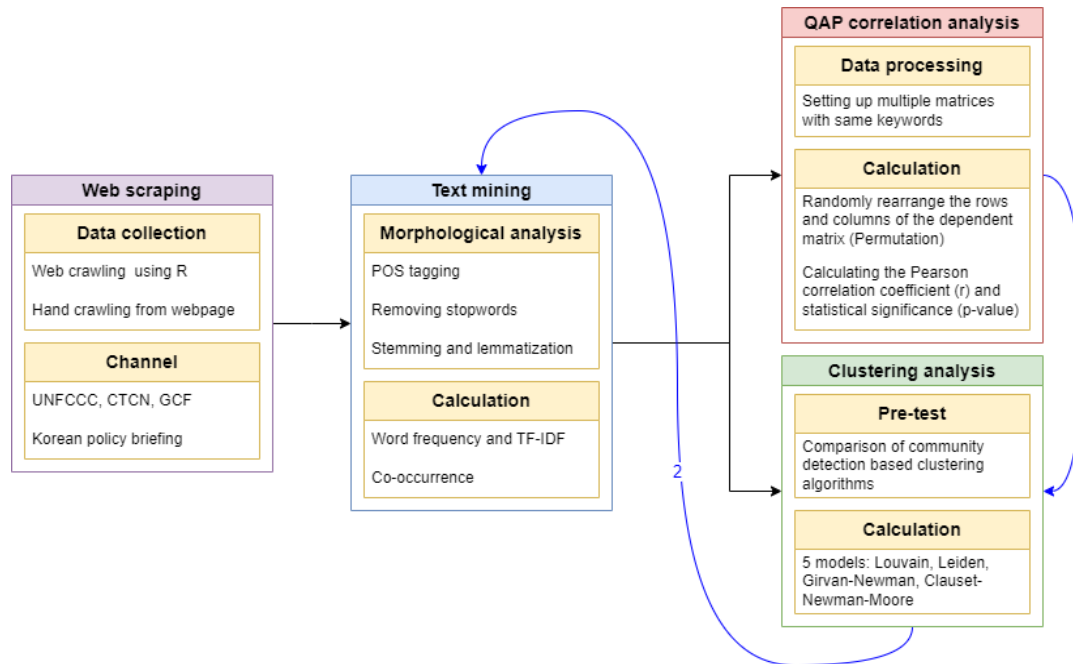 Web scraping
Data collection
Web crawling  using R
Hand crawling from webpage
Channel
UNFCCC, CTCN, GCF
Korean policy briefing
Text mining
Morphological analysis
POS tagging
Removing stopwords
Stemming and lemmatization
Calculation
Word frequency and TF-IDF
Co-occurrence
2
QAP correlation analysis
Data processing
Setting up multiple matrices
with same keywords
Calculation
Randomly rearrange the rows
and columns of the dependent
matrix (Permutation)
Calculating the Pearson
correlation coefficient (r) and
statistical significance (p-value)
Clustering analysis
Pre-test
Comparison of community
detection based clustering
algorithms
Calculation
5 models: Louvain, Leiden,
Girvan-Newman, Clauset-
Newman-Moore